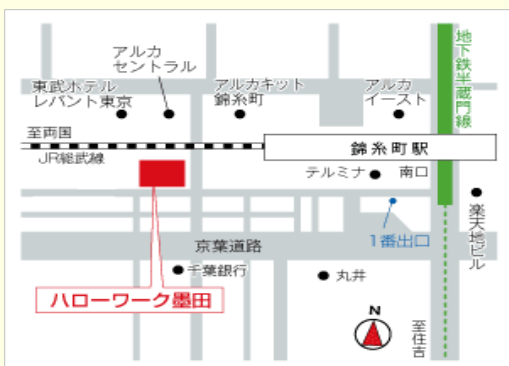 アルカ
セントラル
東武ホテル
レバント東京
アルカキット
錦糸町
アルカ
イースト
地下鉄半蔵門線
至両国
JR総武線
錦糸町駅
テルミナ
南口
1番出口
楽天地ビル
京葉道路
千葉銀行
丸井
ハローワーク墨田
N
至住吉